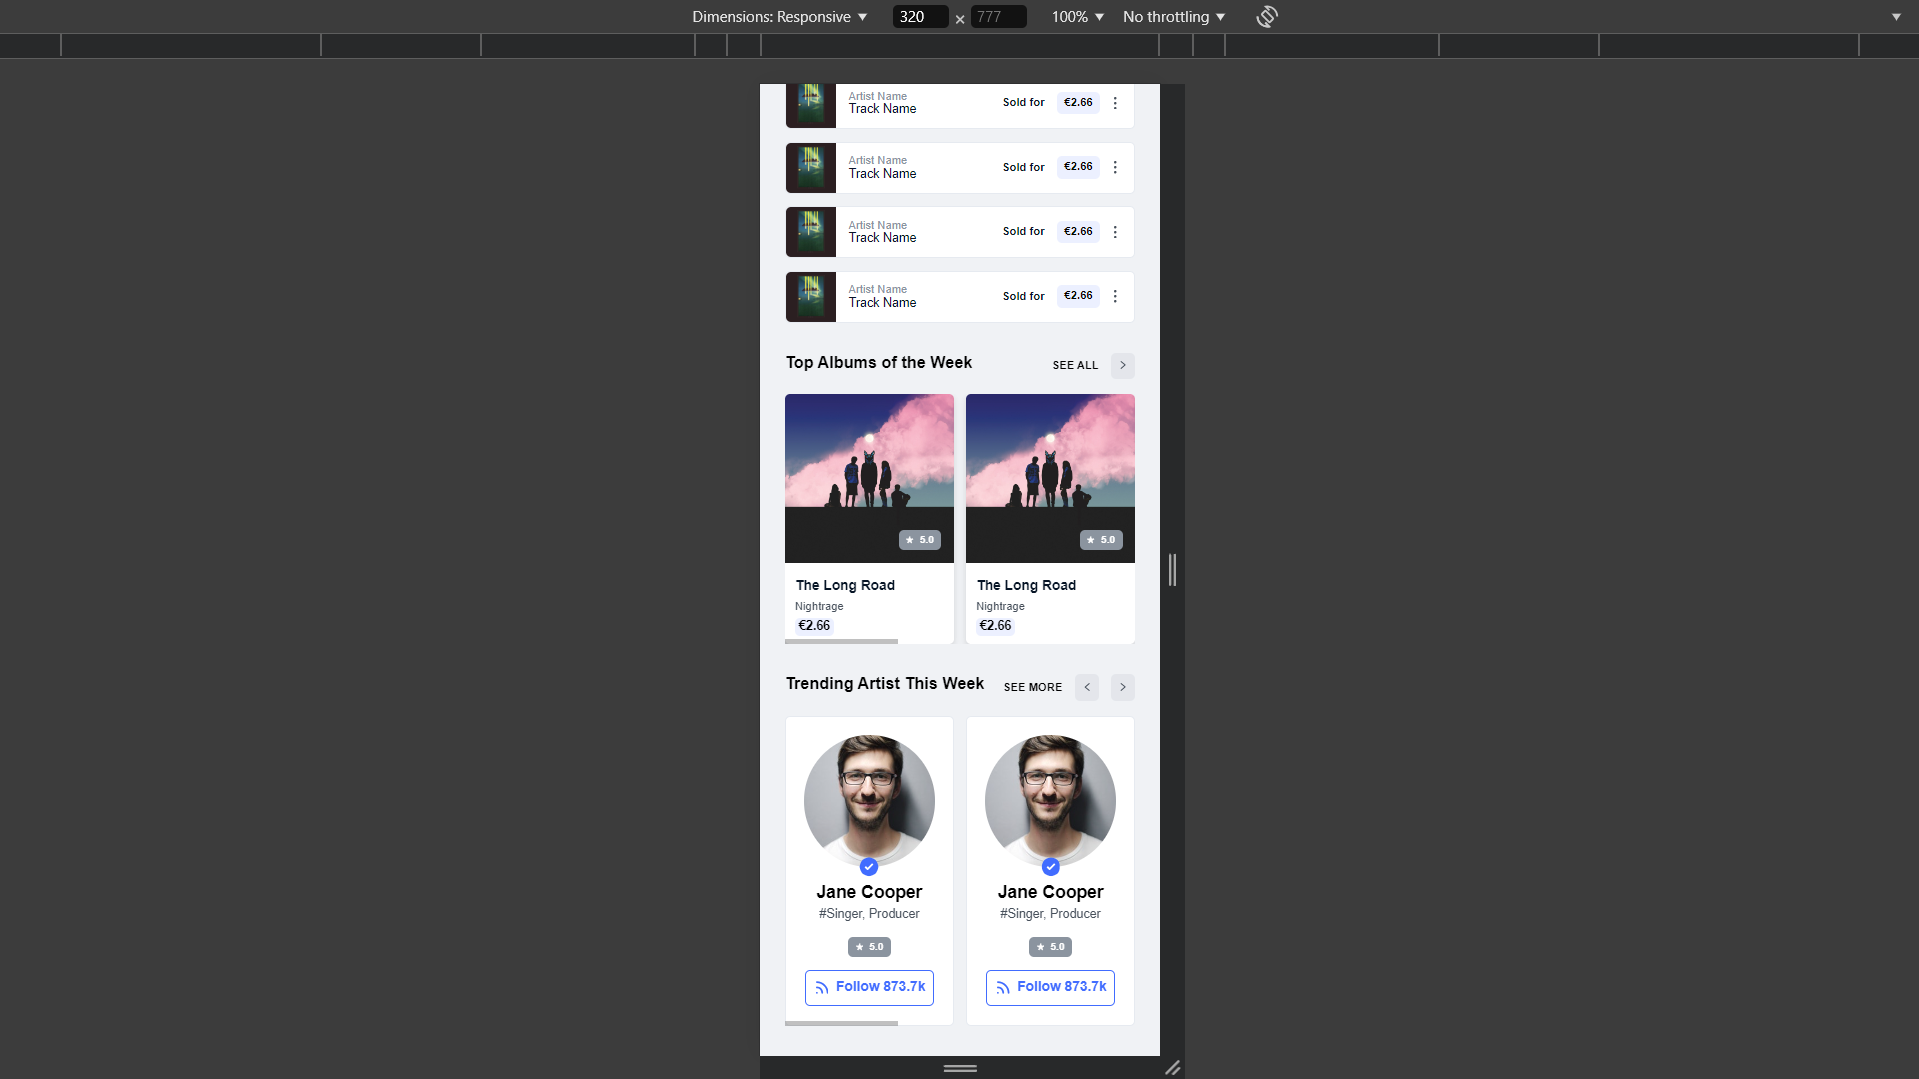 Dimensions: Responsive 320 × 777 100% No throttling
Artist Name
Track Name
Sold for €2.66
Artist Name
Track Name
Sold for €2.66
Artist Name
Track Name
Sold for €2.66
Artist Name
Track Name
Sold for €2.66
Top Albums of the Week SEE ALL
5.0
The Long Road
Nightrage
€2.66
5.0
The Long Road
Nightrage
€2.66
Trending Artist This Week SEE MORE
Jane Cooper
#Singer, Producer
5.0
Follow 873.7k
Jane Cooper
#Singer, Producer
5.0
Follow 873.7k